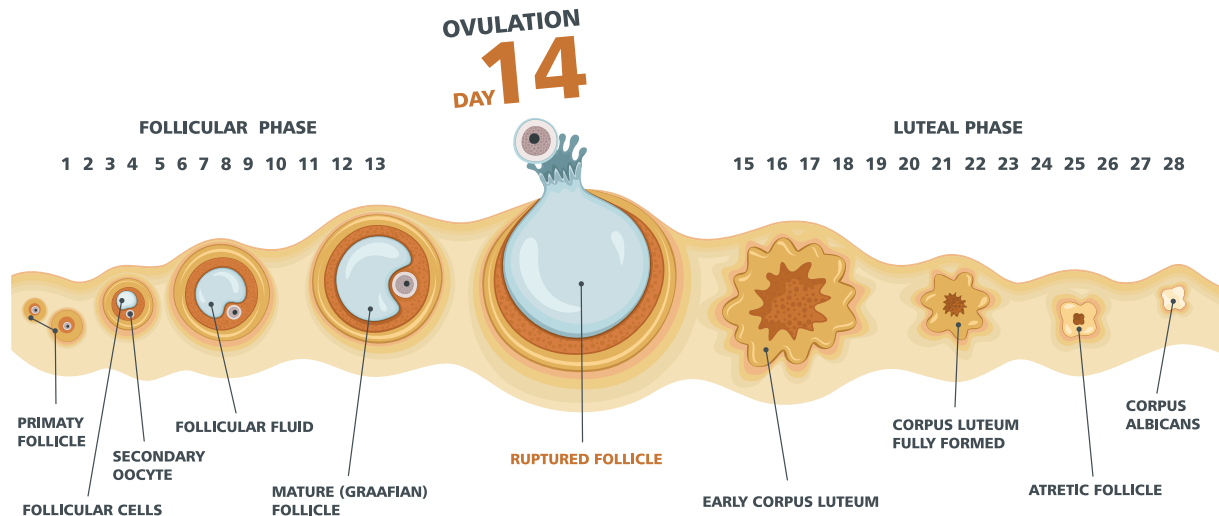 OVULATION
DAY 14
FOLLICULAR PHASE
1 2 3 4 5 6 7 8 9 10 11 12 13
LUTEAL PHASE
15 16 17 18 19 20 21 22 23 24 25 26 27 28
PRIMATY
FOLLICLE
FOLLICULAR CELLS
SECONDARY
OOCYTE
FOLLICULAR FLUID
MATURE (GRAAFIAN)
FOLLICLE
RUPTURED FOLLICLE
EARLY CORPUS LUTEUM
CORPUS LUTEUM
FULLY FORMED
ATRETIC FOLLICLE
CORPUS
ALBICANS